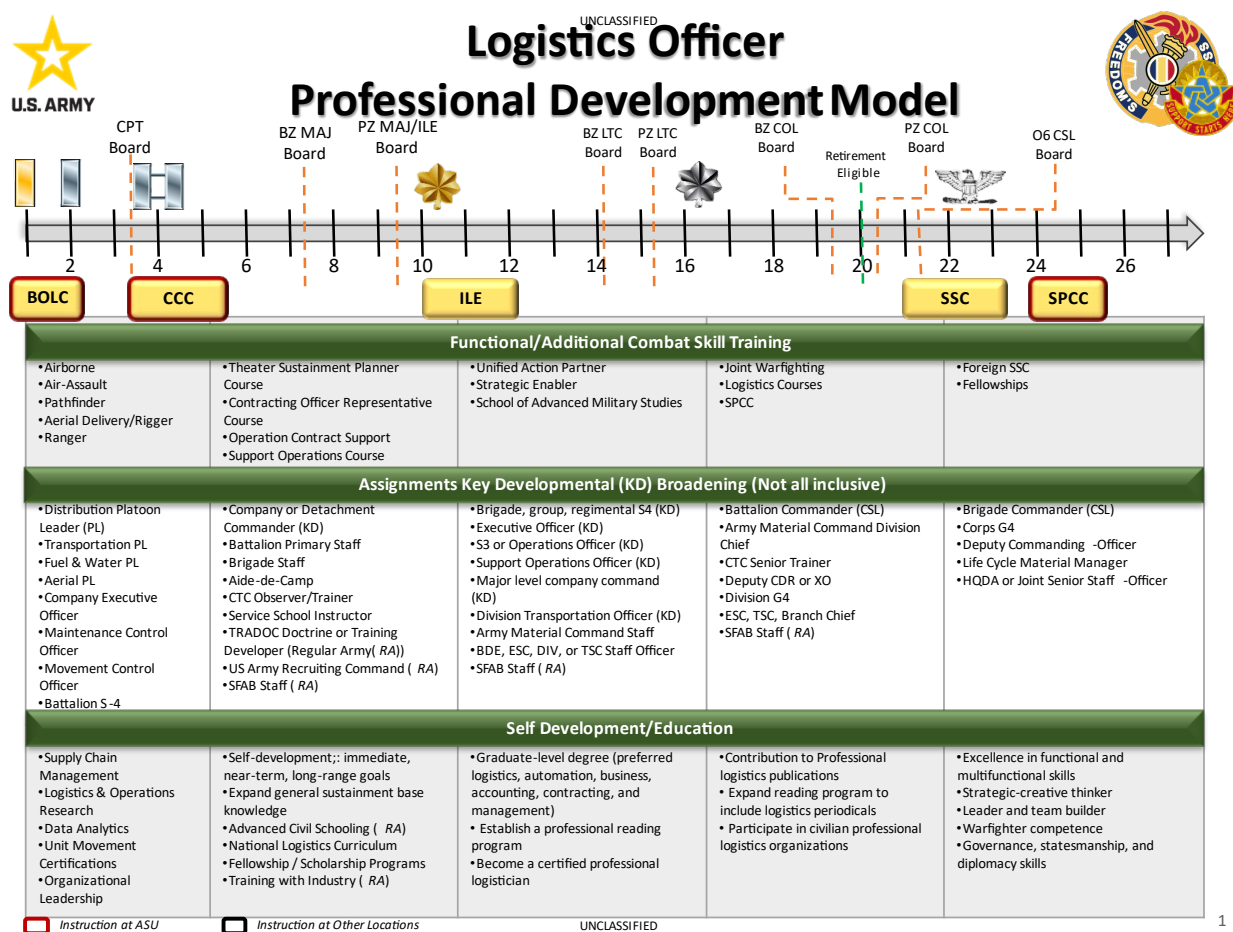 UNCLASSIFIED
Logistics Officer
Professional Development Model
U.S. ARMY
FREEDOM'S
SS
SUPPORT STARTS HERE
CPT
Board
BZ MAJ
Board
PZ MAJ/ILE
Board
BZ LTC
Board
PZ LTC
Board
BZ COL
Board
Retirement
Eligible
PZ COL
Board
O6 CSL
Board
2 4 6 8 10 12 14 16 18 20 22 24 26
BOLC
CCC
ILE
SSC
SPCC
Functional/Additional Combat Skill Training
•Airborne
•Air-Assault
•Pathfinder
•Aerial Delivery/Rigger
•Ranger
•Theater Sustainment Planner
Course
•Contracting Officer Representative
Course
•Operation Contract Support
•Support Operations Course
•Unified Action Partner
•Strategic Enabler
•School of Advanced Military Studies
•Joint Warfighting
•Logistics Courses
•SPCC
•Foreign SSC
•Fellowships
Assignments Key Developmental (KD) Broadening (Not all inclusive)
•Distribution Platoon
Leader (PL)
•Transportation PL
•Fuel & Water PL
•Aerial PL
•Company Executive
Officer
•Maintenance Control
Officer
•Movement Control
Officer
•Battalion S-4
•Company or Detachment
Commander (KD)
•Battalion Primary Staff
•Brigade Staff
•Aide-de-Camp
•CTC Observer/Trainer
•Service School Instructor
•TRADOC Doctrine or Training
Developer (Regular Army( RA))
•US Army Recruiting Command ( RA)
•SFAB Staff ( RA)
•Brigade, group, regimental S4 (KD)
•Executive Officer (KD)
•S3 or Operations Officer (KD)
•Support Operations Officer (KD)
•Major level company command
(KD)
•Division Transportation Officer (KD)
•Army Material Command Staff
•BDE, ESC, DIV, or TSC Staff Officer
•SFAB Staff ( RA)
•Battalion Commander (CSL)
•Army Material Command Division
Chief
•CTC Senior Trainer
•Deputy CDR or XO
•Division G4
•ESC, TSC, Branch Chief
•SFAB Staff ( RA)
•Brigade Commander (CSL)
•Corps G4
•Deputy Commanding -Officer
•Life Cycle Material Manager
•HQDA or Joint Senior Staff -Officer
Self Development/Education
•Supply Chain
Management
•Logistics & Operations
Research
•Data Analytics
•Unit Movement
Certifications
•Organizational
Leadership
•Self-development;: immediate,
near-term, long-range goals
•Expand general sustainment base
knowledge
•Advanced Civil Schooling ( RA)
•National Logistics Curriculum
•Fellowship / Scholarship Programs
•Training with Industry ( RA)
•Graduate-level degree (preferred
logistics, automation, business,
accounting, contracting, and
management)
• Establish a professional reading
program
•Become a certified professional
logistician
•Contribution to Professional
logistics publications
• Expand reading program to
include logistics periodicals
• Participate in civilian professional
logistics organizations
•Excellence in functional and
multifunctional skills
•Strategic-creative thinker
•Leader and team builder
•Warfighter competence
•Governance, statesmanship, and
diplomacy skills
Instruction at ASU
Instruction at Other Locations
UNCLASSIFIED
1